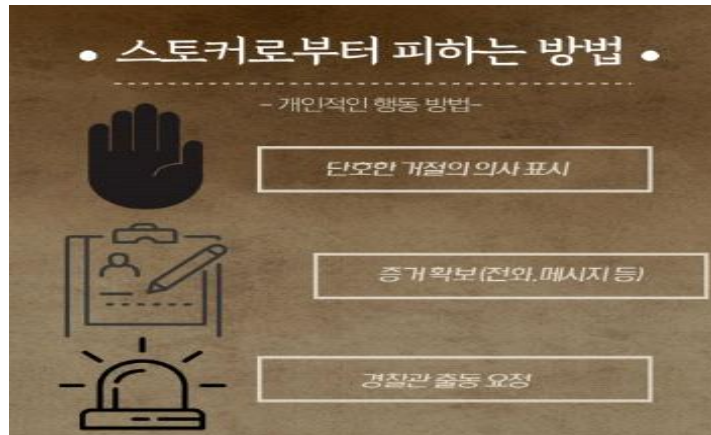 • 스토커로부터 피하는 방법 •
- 개인적인 행동 방법-
단호한 거절의 의사 표시
증거 확보(전화, 메시지 등)
경찰관 출동 요청